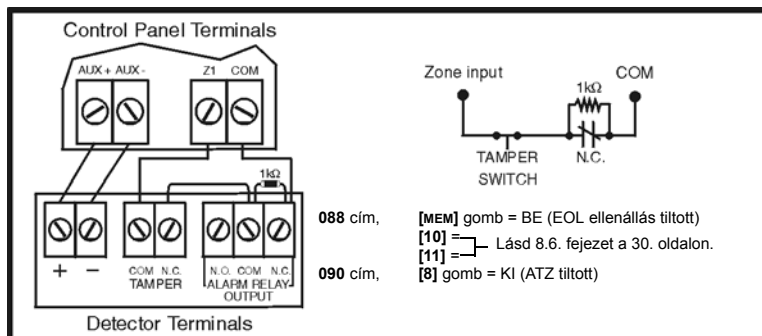 Control Panel Terminals
AUX + AUX -
Z1 COM
1kΩ
+ −
COM N.C.
TAMPER
N.O. COM N.C.
ALARM RELAY
OUTPUT
Detector Terminals
Zone input
COM
1kΩ
TAMPER
SWITCH
N.C.
088 cím, [MEM] gomb = BE (EOL ellenállás tiltott)
[10] =
[11] =
Lásd 8.6. fejezet a 30. oldalon.
090 cím, [8] gomb = KI (ATZ tiltott)